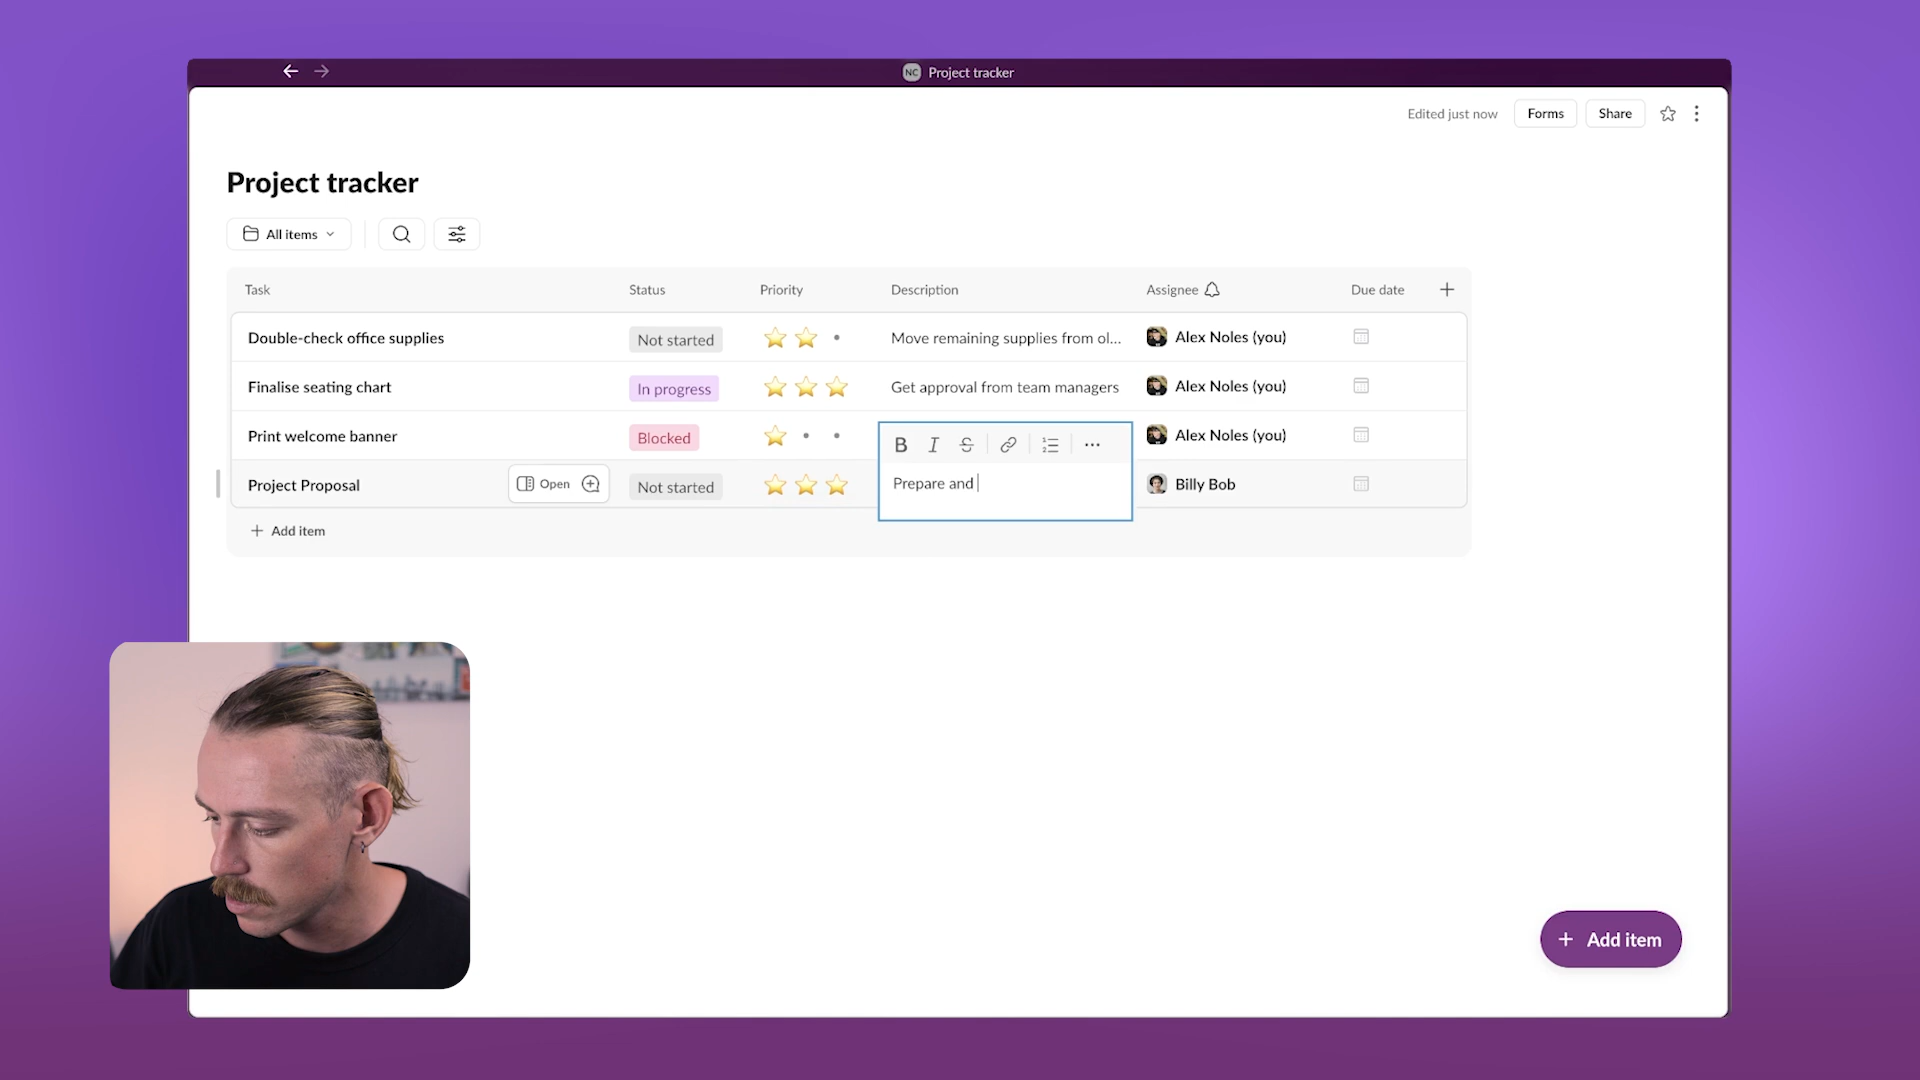 NC Project tracker
Edited just now Forms Share
Project tracker
All items
Task Status Priority Description Assignee Due date
Double-check office supplies Not started Move remaining supplies from ol... Alex Noles (you)
Finalise seating chart In progress Get approval from team managers Alex Noles (you)
Print welcome banner Blocked Alex Noles (you)
B I S
Project Proposal Open Not started Prepare and Billy Bob
+ Add item
+ Add item